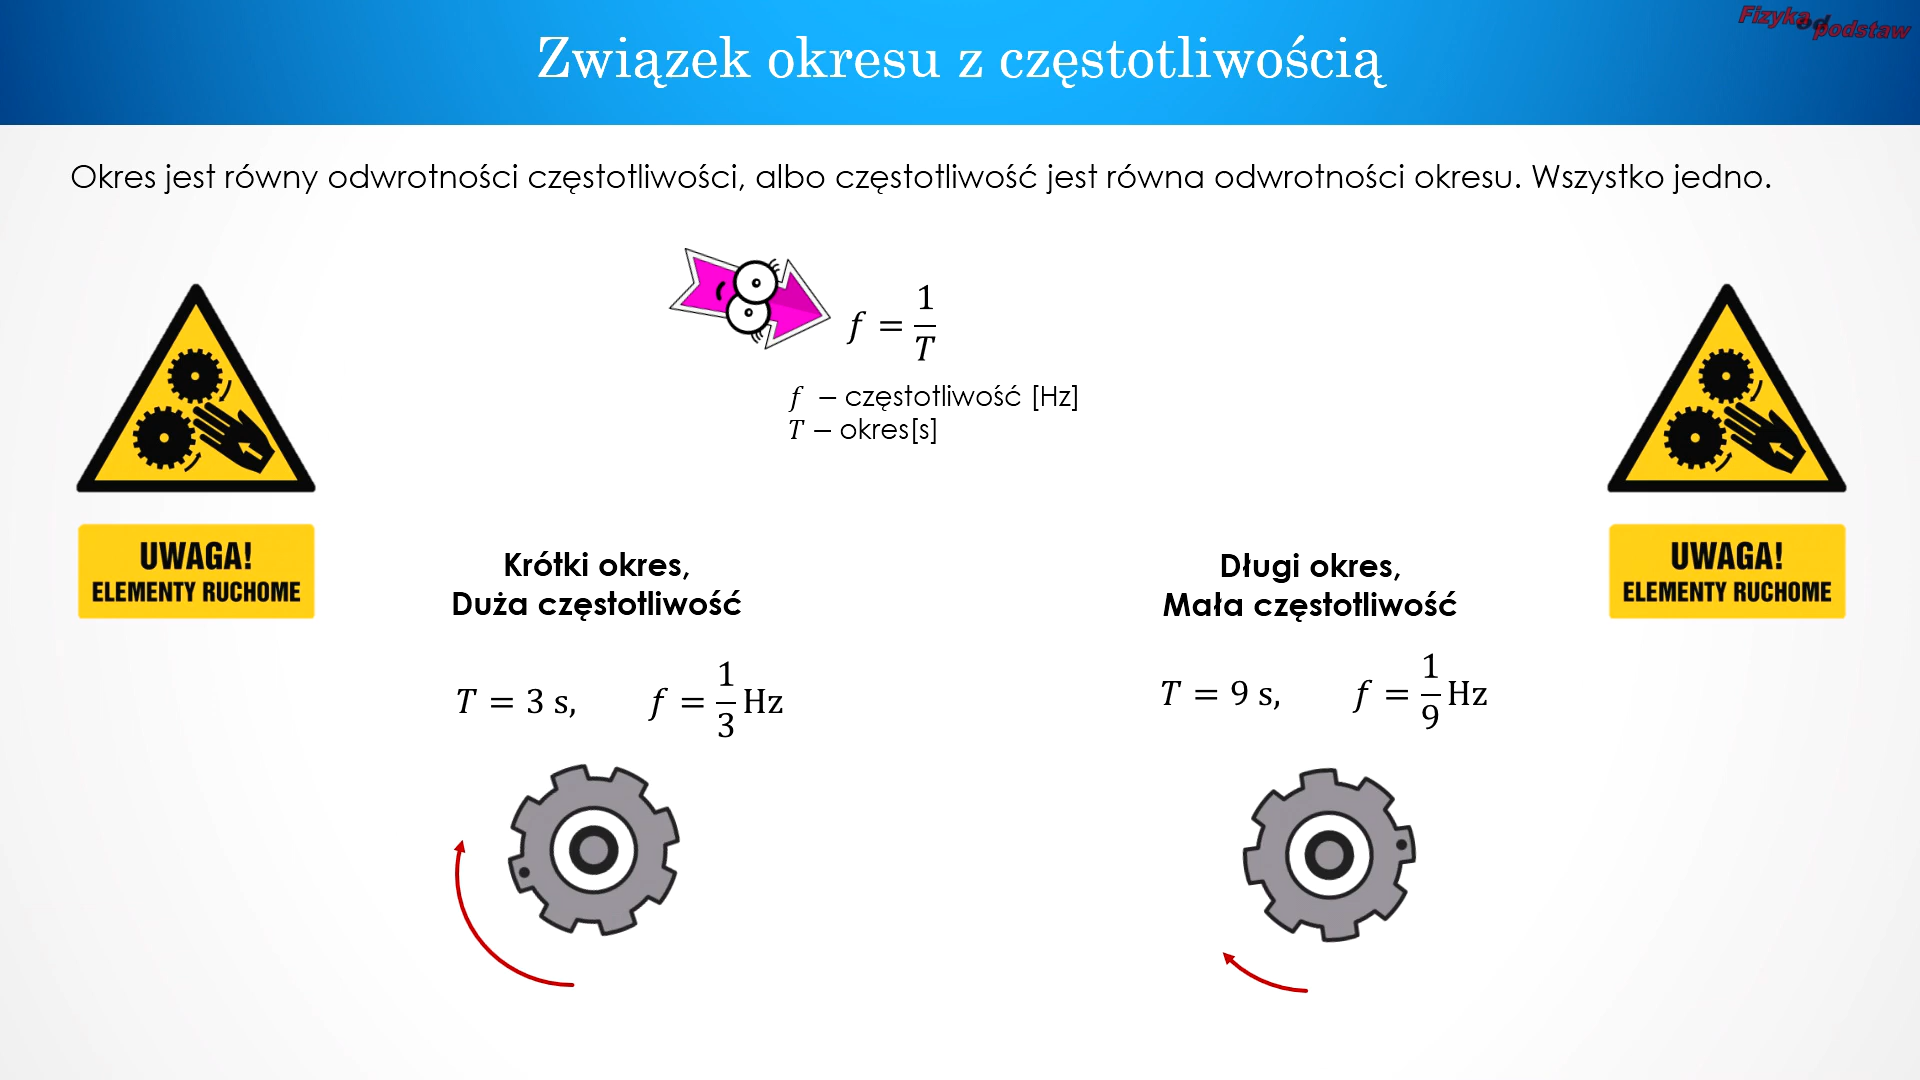 Fizyka od podstaw
Związek okresu z częstotliwością
Okres jest równy odwrotności częstotliwości, albo częstotliwość jest równa odwrotności okresu. Wszystko jedno.
f = 1/T
f – częstotliwość [Hz]
T – okres[s]
UWAGA!
ELEMENTY RUCHOME
Krótki okres,
Duża częstotliwość
T = 3 s, f = 1/3 Hz
Długi okres,
Mała częstotliwość
T = 9 s, f = 1/9 Hz
UWAGA!
ELEMENTY RUCHOME